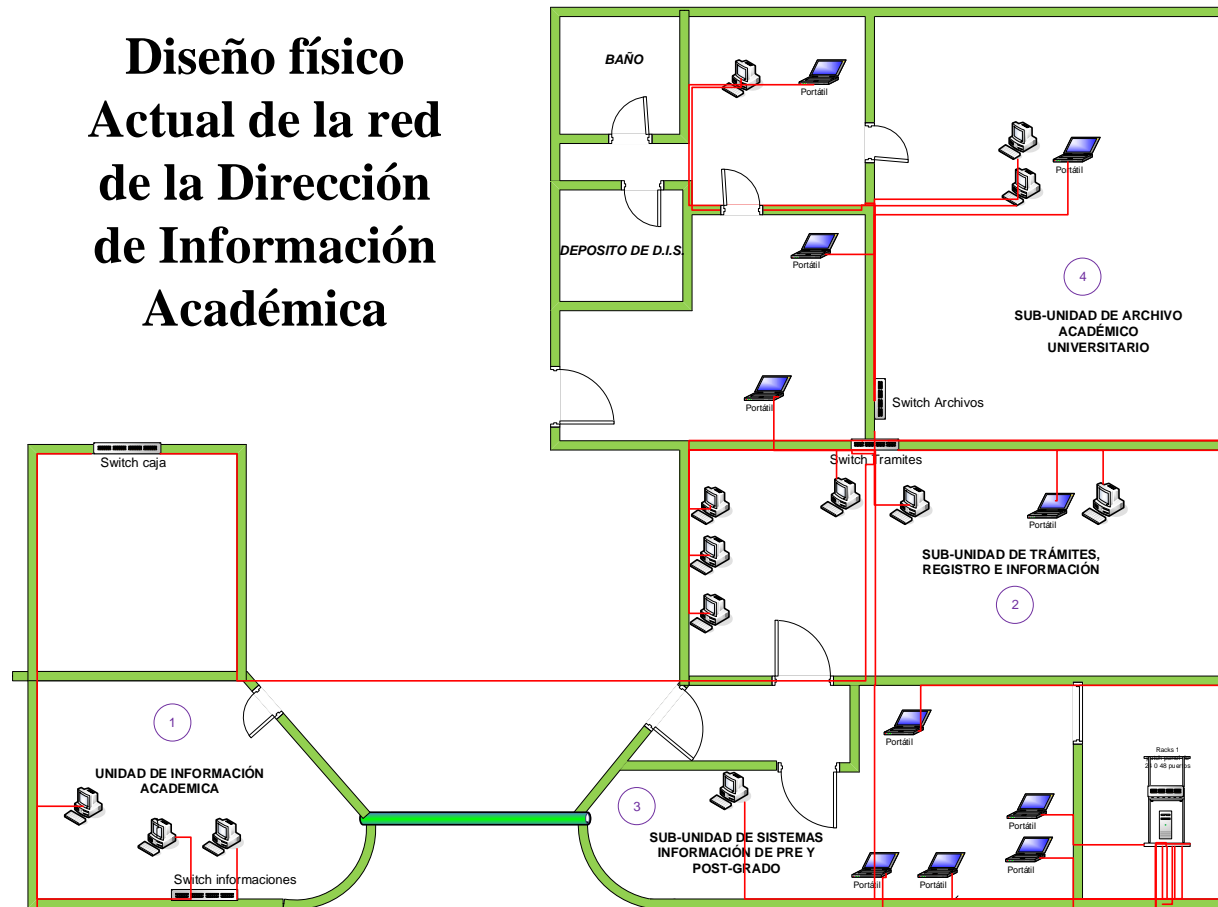 Diseño físico
Actual de la red
de la Dirección
de Información
Académica
BAÑO
Portátil
Portátil
DEPOSITO DE D.I.S.
Portátil
4
SUB-UNIDAD DE ARCHIVO
ACADÉMICO
UNIVERSITARIO
Portátil
Switch Archivos
Switch caja
Switch Tramites
Portátil
SUB-UNIDAD DE TRÁMITES,
REGISTRO E INFORMACIÓN
2
1
UNIDAD DE INFORMACIÓN
ACADEMICA
Switch informaciones
3
SUB-UNIDAD DE SISTEMAS
INFORMACIÓN DE PRE Y
POST-GRADO
Portátil
Portátil
Portátil
Portátil
Portátil
Racks 1
48 puertos